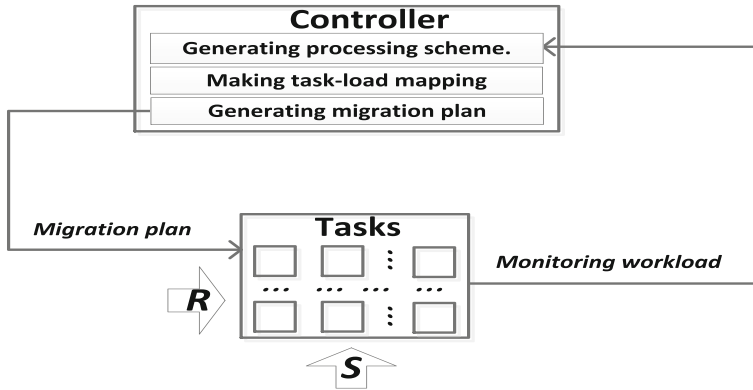 Controller
Generating processing scheme.
Making task-load mapping
Generating migration plan
Migration plan
Tasks
Monitoring workload
R
S